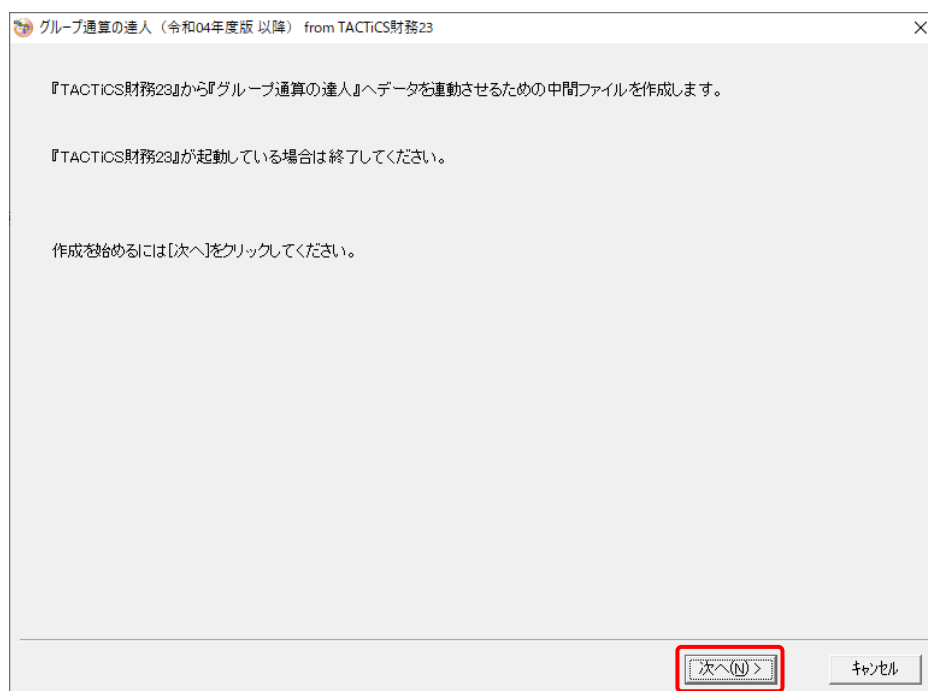 グループ通算の達人（令和04年度版 以降） from TACTiCS財務23
『TACTiCS財務23』から『グループ通算の達人』へデータを連動させるための中間ファイルを作成します。
『TACTiCS財務23』が起動している場合は終了してください。
作成を始めるには[次へ]をクリックしてください。
次へ(N) >
キャンセル